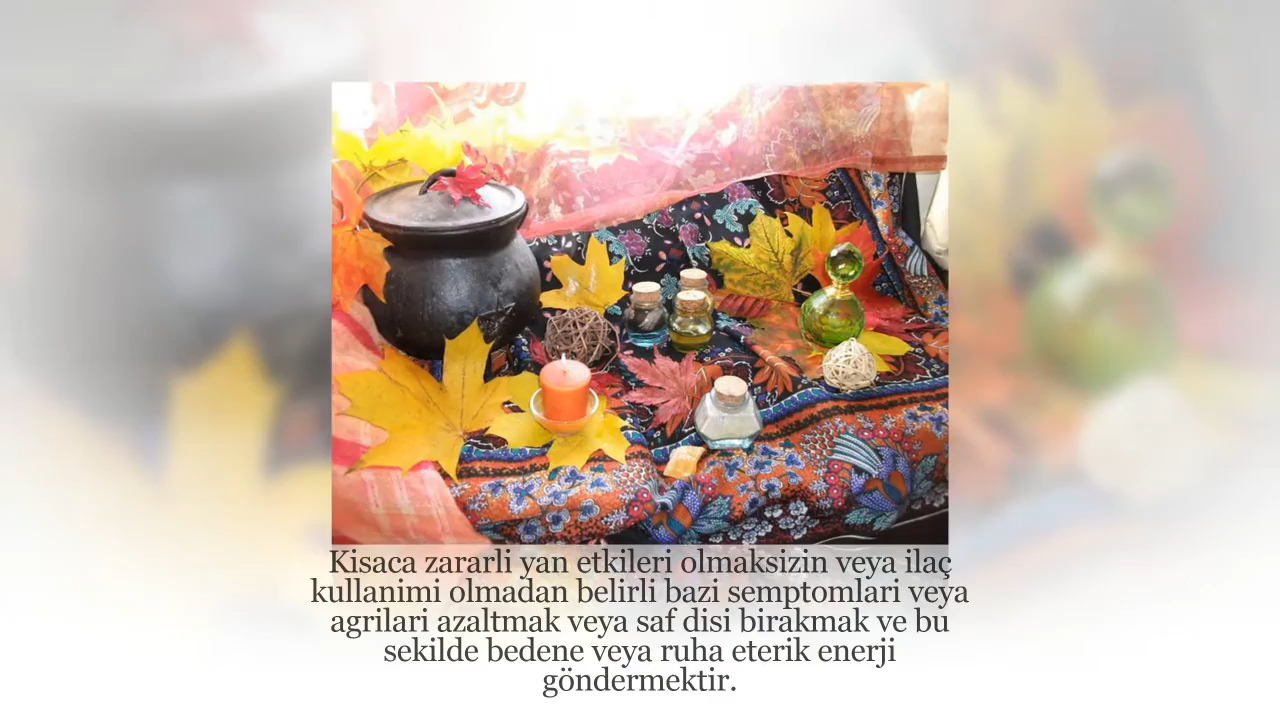 Kisaca zararli yan etkileri olmaksizin veya ilaç
kullanimi olmadan belirli bazi semptomlari veya
agrilari azaltmak veya saf disi birakmak ve bu
sekilde bedene veya ruha eterik enerji
göndermektir.